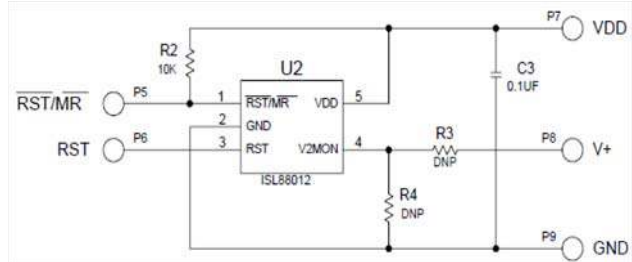 P7 VDD
R2
10K
U2
C3
0.1UF
RST/MR P5 1 RST/MR VDD 5
2 GND
RST P6 3 RST V2MON 4 R3 P8 V+
DNP
ISL88012
R4
DNP
P9 GND